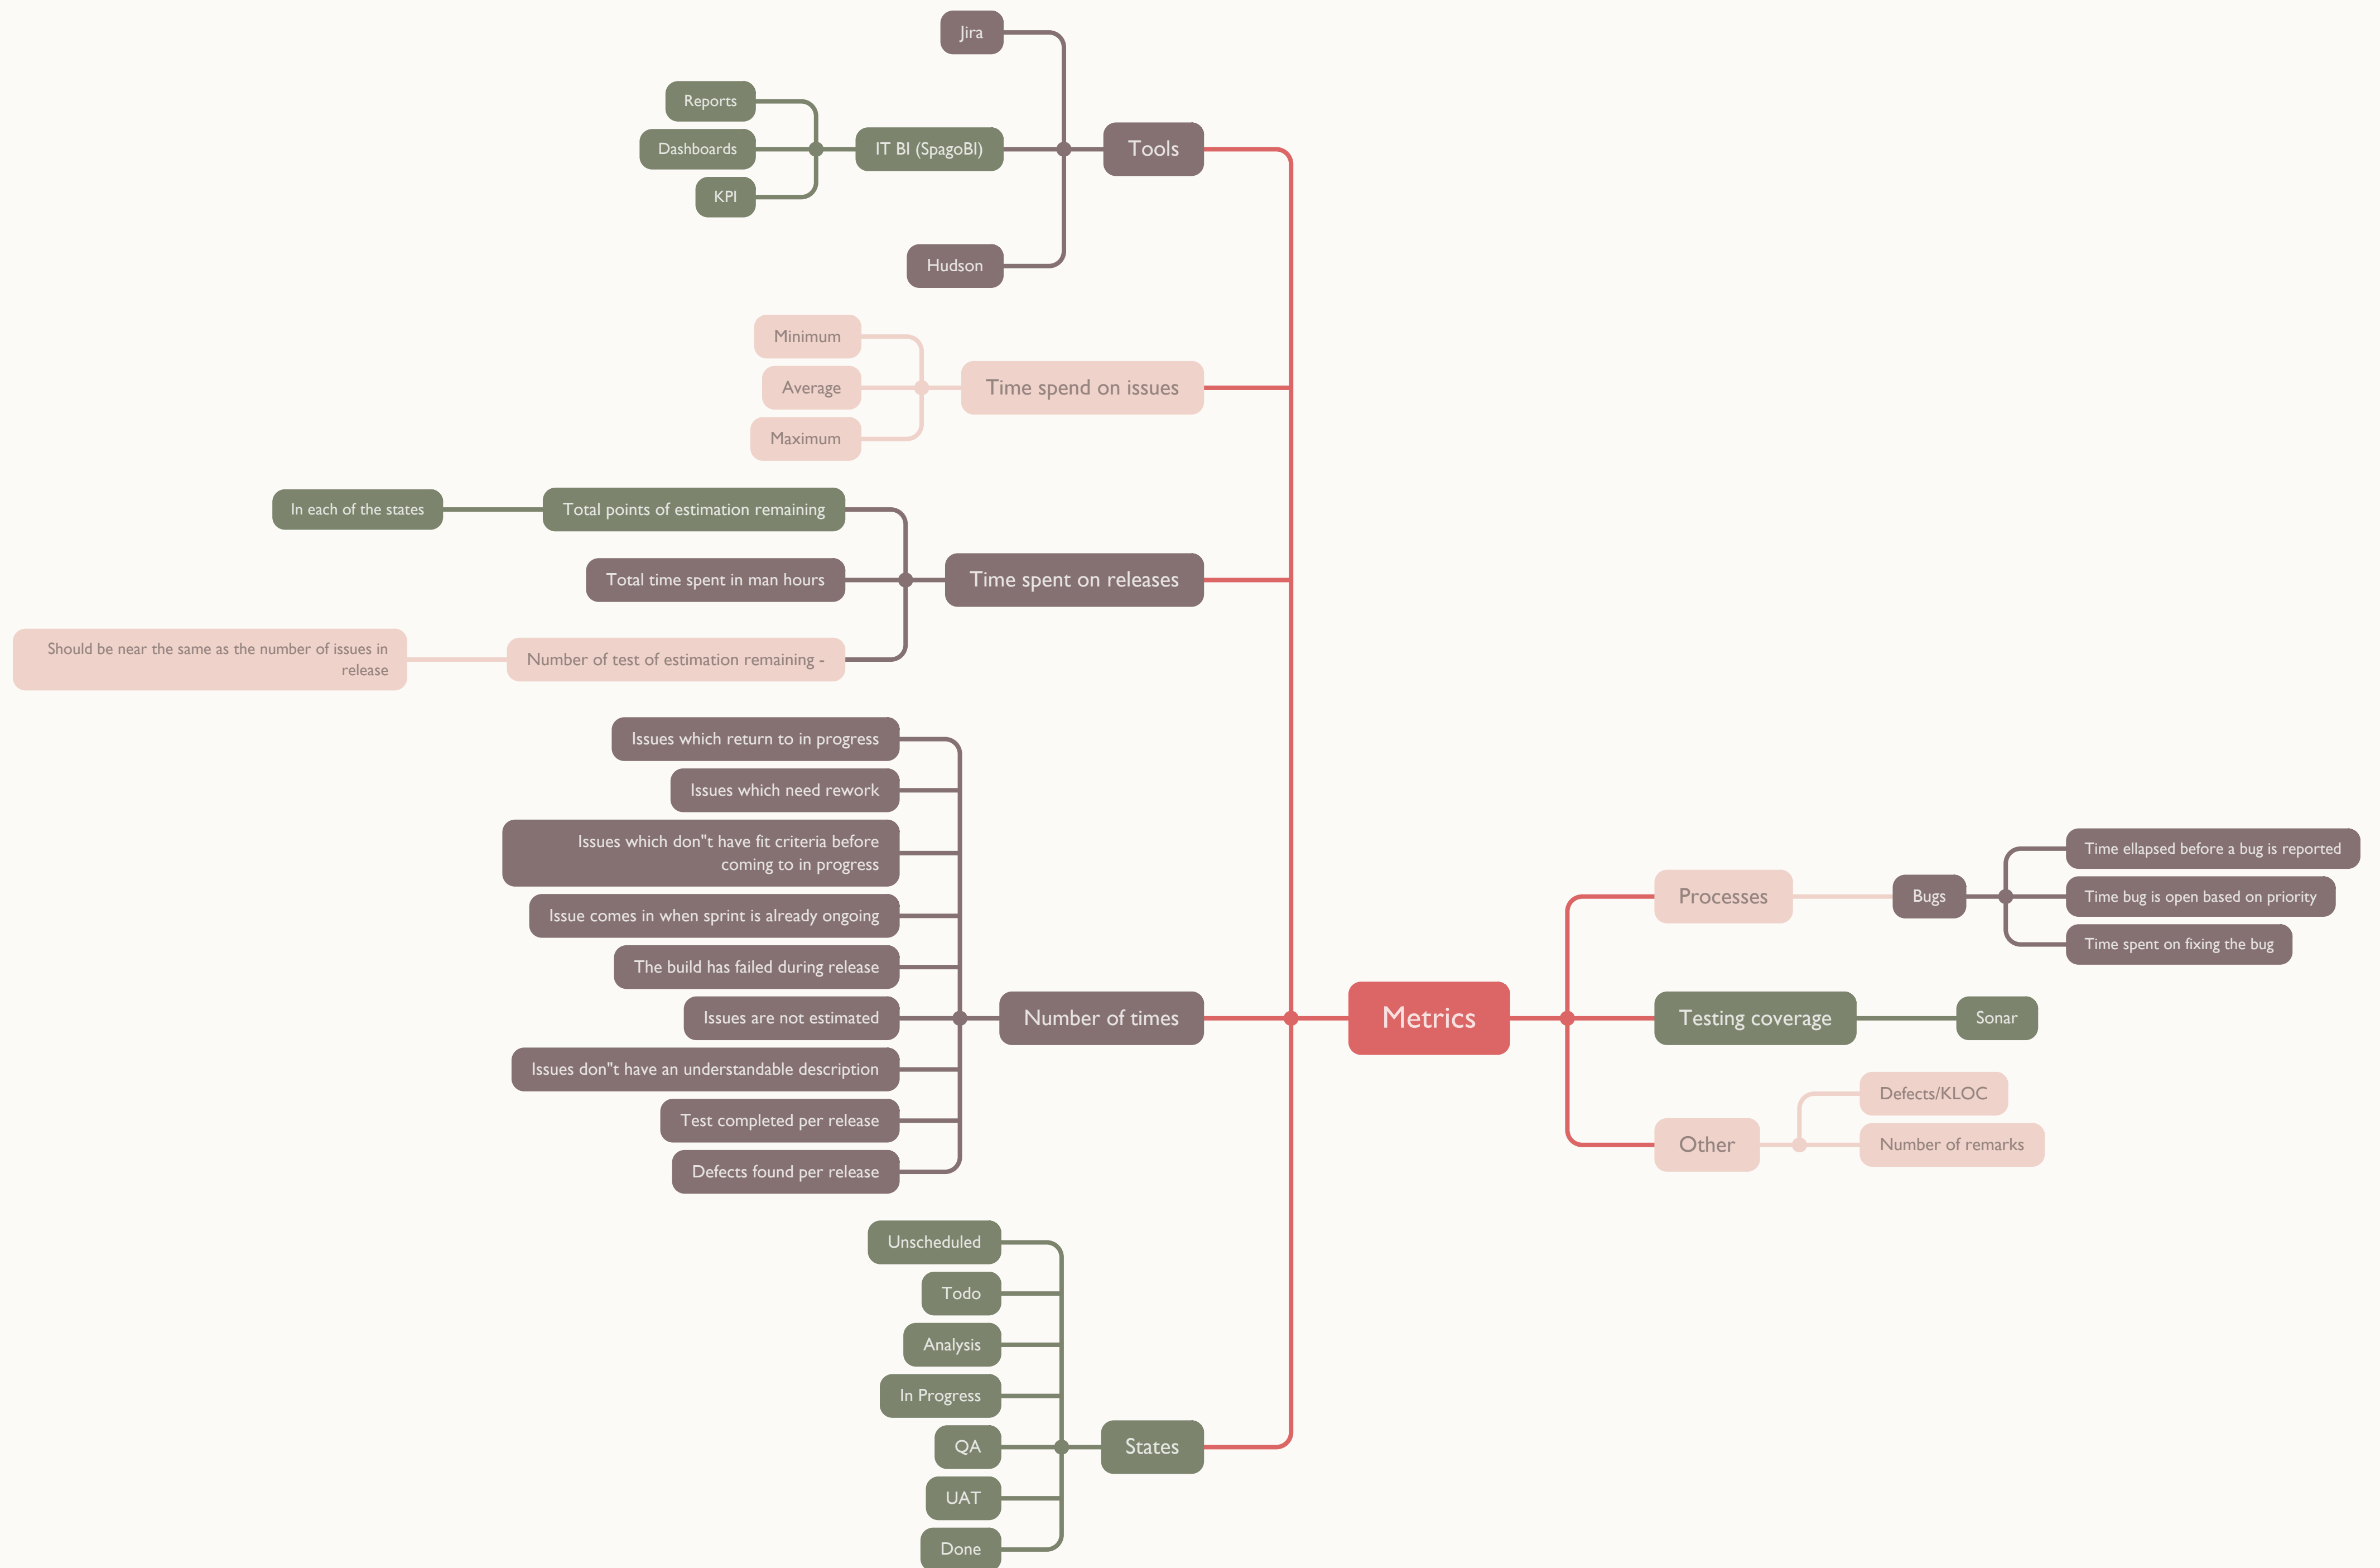 Jira
Reports
Dashboards
KPI
IT BI (SpagoBI)
Tools
Hudson
Minimum
Average
Maximum
Time spend on issues
In each of the states
Total points of estimation remaining
Total time spent in man hours
Time spent on releases
Should be near the same as the number of issues in
release
Number of test of estimation remaining -
Issues which return to in progress
Issues which need rework
Issues which don"t have fit criteria before
coming to in progress
Issue comes in when sprint is already ongoing
The build has failed during release
Issues are not estimated
Issues don"t have an understandable description
Test completed per release
Defects found per release
Number of times
Unscheduled
Todo
Analysis
In Progress
QA
UAT
Done
States
Metrics
Processes
Bugs
Time ellapsed before a bug is reported
Time bug is open based on priority
Time spent on fixing the bug
Testing coverage
Sonar
Other
Defects/KLOC
Number of remarks